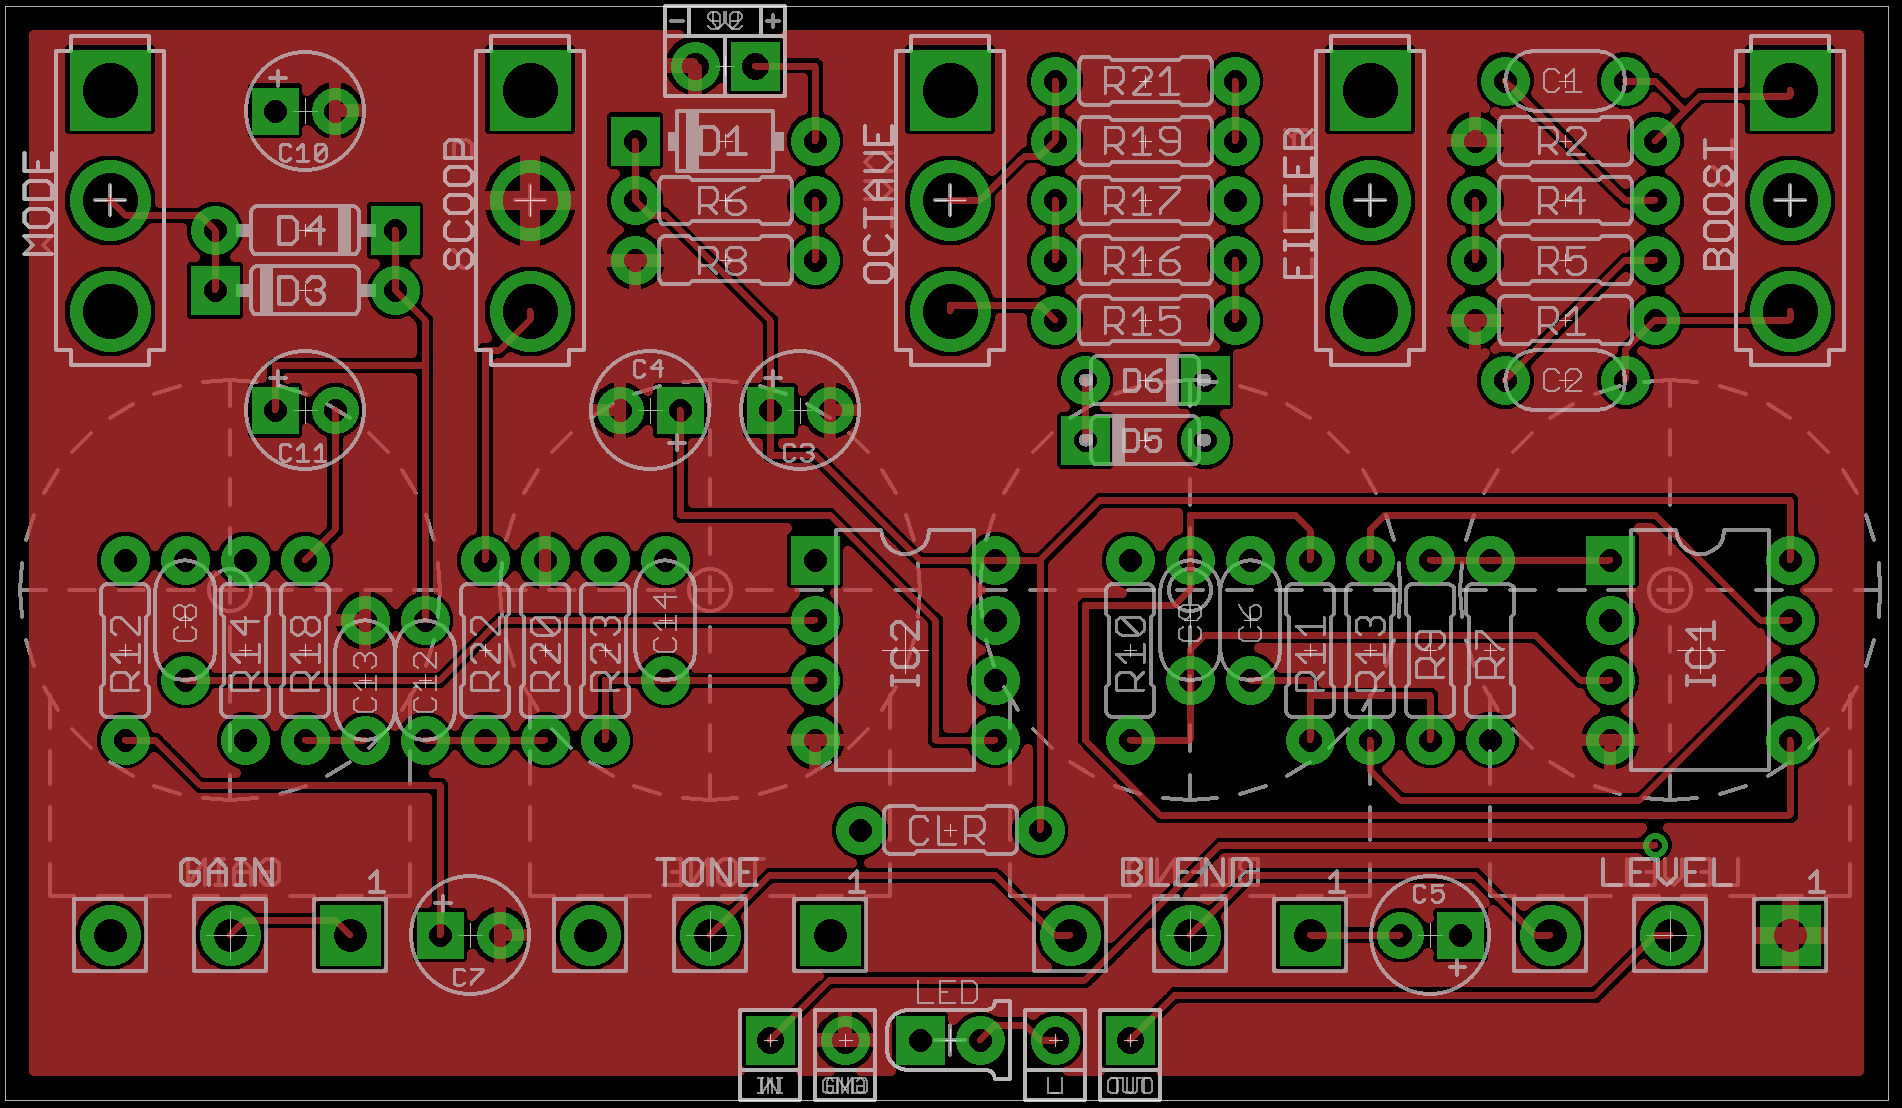 - 9V +
MODE
+
C10
SCOOP
D1
R6
R8
OCTAVE
R21
R19
R17
R16
R15
FILTER
C1
R2
R4
R5
R1
C2
BOOST
D4
D3
+
C11
C4
+
+
C3
D6
D5
R12
C8
R14
R18
C13
C12
R22
R20
R23
C14
IC2
R10
C9
C6
R11
R13
R9
R7
IC1
CLR
GAIN
1
TONE
1
BLEND
1
LEVEL
1
+
C7
C5
+
LED
IN
GND
L
OUT